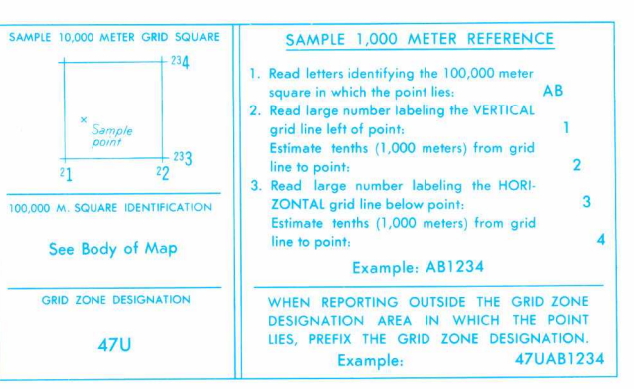 SAMPLE 10,000 METER GRID SQUARE
234
× Sample
point
233
21
22
100,000 M. SQUARE IDENTIFICATION
See Body of Map
GRID ZONE DESIGNATION
47U
SAMPLE 1,000 METER REFERENCE
1. Read letters identifying the 100,000 meter
square in which the point lies: AB
2. Read large number labeling the VERTICAL
grid line left of point: 1
Estimate tenths (1,000 meters) from grid
line to point: 2
3. Read large number labeling the HORI-
ZONTAL grid line below point: 3
Estimate tenths (1,000 meters) from grid
line to point: 4
Example: AB1234
WHEN REPORTING OUTSIDE THE GRID ZONE
DESIGNATION AREA IN WHICH THE POINT
LIES, PREFIX THE GRID ZONE DESIGNATION.
Example: 47UAB1234